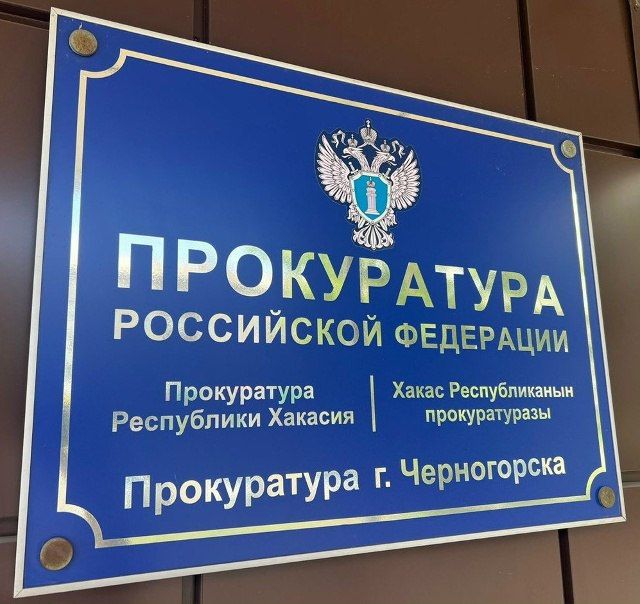 ПРОКУРАТУРА
РОССИЙСКОЙ ФЕДЕРАЦИИ
Прокуратура
Республики Хакасия
Хакас Республиканын
прокуратуразы
Прокуратура г. Черногорска